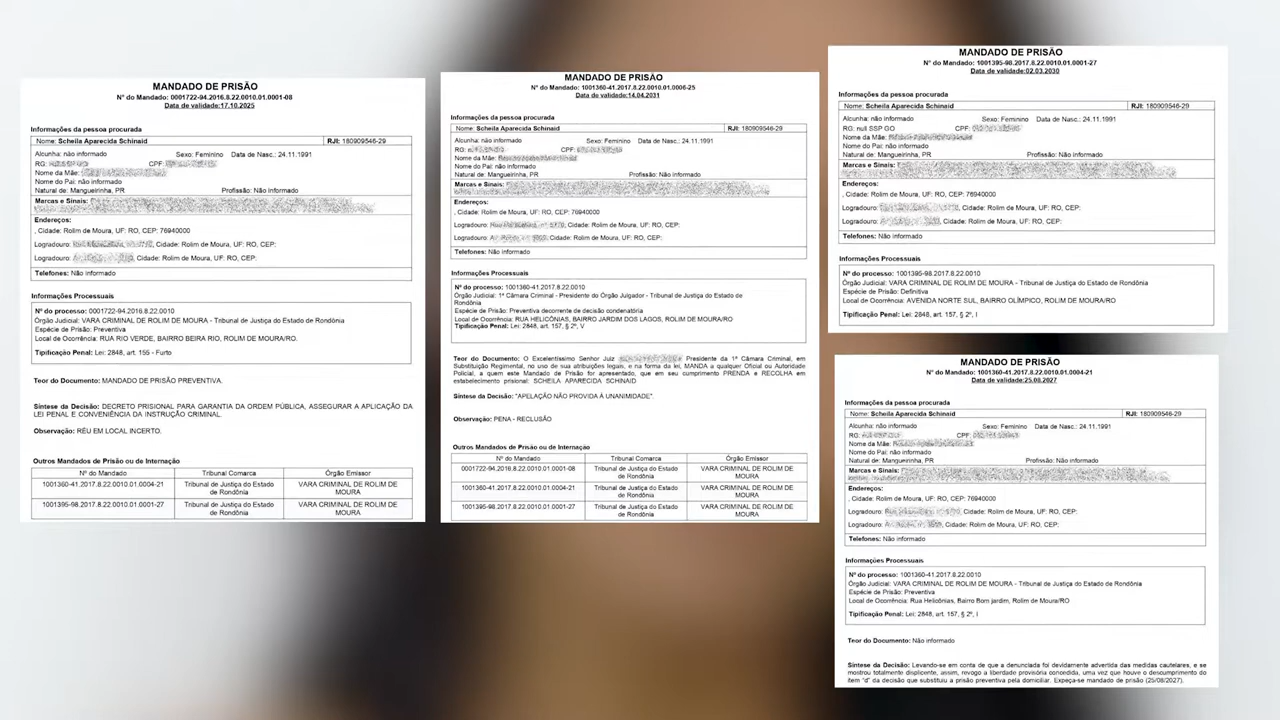 MANDADO DE PRISÃO
N° do Mandado: 0001722-94.2016.8.22.0010.01.0001-08
Data de validade:17.10.2025
Informações da pessoa procurada
Nome: Scheila Aparecida Schinaid RJI: 180909546-29
Alcunha: não informado Sexo: Feminino Data de Nasc.: 24.11.1991
RG: CPF:
Nome da Mãe:
Nome do Pai: não informado
Natural de: Mangueirinha, PR Profissão: Não informado
Marcas e Sinais:
Endereços:
, Cidade: Rolim de Moura, UF: RO, CEP: 76940000
Logradouro: , Cidade: Rolim de Moura, UF: RO, CEP:
Logradouro: , Cidade: Rolim de Moura, UF: RO, CEP:
Telefones: Não informado
Informações Processuais
Nº do processo: 0001722-94.2016.8.22.0010
Órgão Judicial: VARA CRIMINAL DE ROLIM DE MOURA - Tribunal de Justiça do Estado de Rondônia
Espécie de Prisão: Preventiva
Local de Ocorrência: RUA RIO VERDE, BAIRRO BEIRA RIO, ROLIM DE MOURA/RO.
Tipificação Penal: Lei: 2848, art. 155 - Furto
Teor do Documento: MANDADO DE PRISÃO PREVENTIVA.
Síntese da Decisão: DECRETO PRISIONAL PARA GARANTIA DA ORDEM PÚBLICA, ASSEGURAR A APLICAÇÃO DA
LEI PENAL E CONVENIÊNCIA DA INSTRUÇÃO CRIMINAL.
Observação: RÉU EM LOCAL INCERTO.
Outros Mandados de Prisão ou de Internação
Nº do Mandado Tribunal Comarca Órgão Emissor
1001360-41.2017.8.22.0010.01.0004-21 Tribunal de Justiça do Estado de Rondônia VARA CRIMINAL DE ROLIM DE MOURA
1001395-98.2017.8.22.0010.01.0001-27 Tribunal de Justiça do Estado de Rondônia VARA CRIMINAL DE ROLIM DE MOURA
MANDADO DE PRISÃO
N° do Mandado: 1001360-41.2017.8.22.0010.01.0006-25
Data de validade:14.04.2031
Informações da pessoa procurada
Nome: Scheila Aparecida Schinaid RJI: 180909546-29
Alcunha: não informado Sexo: Feminino Data de Nasc.: 24.11.1991
RG: CPF:
Nome da Mãe:
Nome do Pai: não informado
Natural de: Mangueirinha, PR Profissão: Não informado
Marcas e Sinais:
Endereços:
, Cidade: Rolim de Moura, UF: RO, CEP: 76940000
Logradouro: , Cidade: Rolim de Moura, UF: RO, CEP:
Logradouro: , Cidade: Rolim de Moura, UF: RO, CEP:
Telefones: Não informado
Informações Processuais
Nº do processo: 1001360-41.2017.8.22.0010
Órgão Judicial: 1ª Câmara Criminal - Presidente do Órgão Julgador - Tribunal de Justiça do Estado de
Rondônia
Espécie de Prisão: Preventiva decorrente de decisão condenatória
Local de Ocorrência: RUA HELICÔNIAS, BAIRRO JARDIM DOS LAGOS, ROLIM DE MOURA/RO
Tipificação Penal: Lei: 2848, art. 157, § 2º, V
Teor do Documento: O Excelentíssimo Senhor Juiz Presidente da 1ª Câmara Criminal, em
Substituição Regimental, no uso de sua atribuições legais, e na forma da lei, MANDA a qualquer Oficial ou Autoridade
Policial, a quem este Mandado de Prisão for apresentado, que em seu cumprimento PRENDA e RECOLHA em
estabelecimento prisional: SCHEILA APARECIDA SCHINAID
Síntese da Decisão: "APELAÇÃO NÃO PROVIDA À UNANIMIDADE".
Observação: PENA - RECLUSÃO
Outros Mandados de Prisão ou de Internação
Nº do Mandado Tribunal Comarca Órgão Emissor
0001722-94.2016.8.22.0010.01.0001-08 Tribunal de Justiça do Estado de Rondônia VARA CRIMINAL DE ROLIM DE MOURA
1001360-41.2017.8.22.0010.01.0004-21 Tribunal de Justiça do Estado de Rondônia VARA CRIMINAL DE ROLIM DE MOURA
1001395-98.2017.8.22.0010.01.0001-27 Tribunal de Justiça do Estado de Rondônia VARA CRIMINAL DE ROLIM DE MOURA
MANDADO DE PRISÃO
N° do Mandado: 1001395-98.2017.8.22.0010.01.0001-27
Data de validade:02.03.2030
Informações da pessoa procurada
Nome: Scheila Aparecida Schinaid RJI: 180909546-29
Alcunha: não informado Sexo: Feminino Data de Nasc.: 24.11.1991
RG: null SSP GO CPF:
Nome da Mãe:
Nome do Pai: não informado
Natural de: Mangueirinha, PR Profissão: Não informado
Marcas e Sinais:
Endereços:
, Cidade: Rolim de Moura, UF: RO, CEP: 76940000
Logradouro: , Cidade: Rolim de Moura, UF: RO, CEP:
Logradouro: , Cidade: Rolim de Moura, UF: RO, CEP:
Telefones: Não informado
Informações Processuais
Nº do processo: 1001395-98.2017.8.22.0010
Órgão Judicial: VARA CRIMINAL DE ROLIM DE MOURA - Tribunal de Justiça do Estado de Rondônia
Espécie de Prisão: Definitiva
Local de Ocorrência: AVENIDA NORTE SUL, BAIRRO OLÍMPICO, ROLIM DE MOURA/RO
Tipificação Penal: Lei: 2848, art. 157, § 2º, I
MANDADO DE PRISÃO
N° do Mandado: 1001360-41.2017.8.22.0010.01.0004-21
Data de validade:25.08.2027
Informações da pessoa procurada
Nome: Scheila Aparecida Schinaid RJI: 180909546-29
Alcunha: não informado Sexo: Feminino Data de Nasc.: 24.11.1991
RG: CPF:
Nome da Mãe:
Nome do Pai: não informado
Natural de: Mangueirinha, PR Profissão: Não informado
Marcas e Sinais:
Endereços:
, Cidade: Rolim de Moura, UF: RO, CEP: 76940000
Logradouro: , Cidade: Rolim de Moura, UF: RO, CEP:
Logradouro: , Cidade: Rolim de Moura, UF: RO, CEP:
Telefones: Não informado
Informações Processuais
Nº do processo: 1001360-41.2017.8.22.0010
Órgão Judicial: VARA CRIMINAL DE ROLIM DE MOURA - Tribunal de Justiça do Estado de Rondônia
Espécie de Prisão: Preventiva
Local de Ocorrência: Rua Helicônias, Bairro Bom jardim, Rolim de Moura/RO
Tipificação Penal: Lei: 2848, art. 157, § 2º, I
Teor do Documento: Não informado
Síntese da Decisão: Levando-se em conta de que a denunciada foi devidamente advertida das medidas cautelares, e se
mostrou totalmente displicente, assim, revogo a liberdade provisória concedida, uma vez que houve o descumprimento do
item "d" da decisão que substituiu a prisão preventiva pela domiciliar. Expeça-se mandado de prisão (25/08/2027).